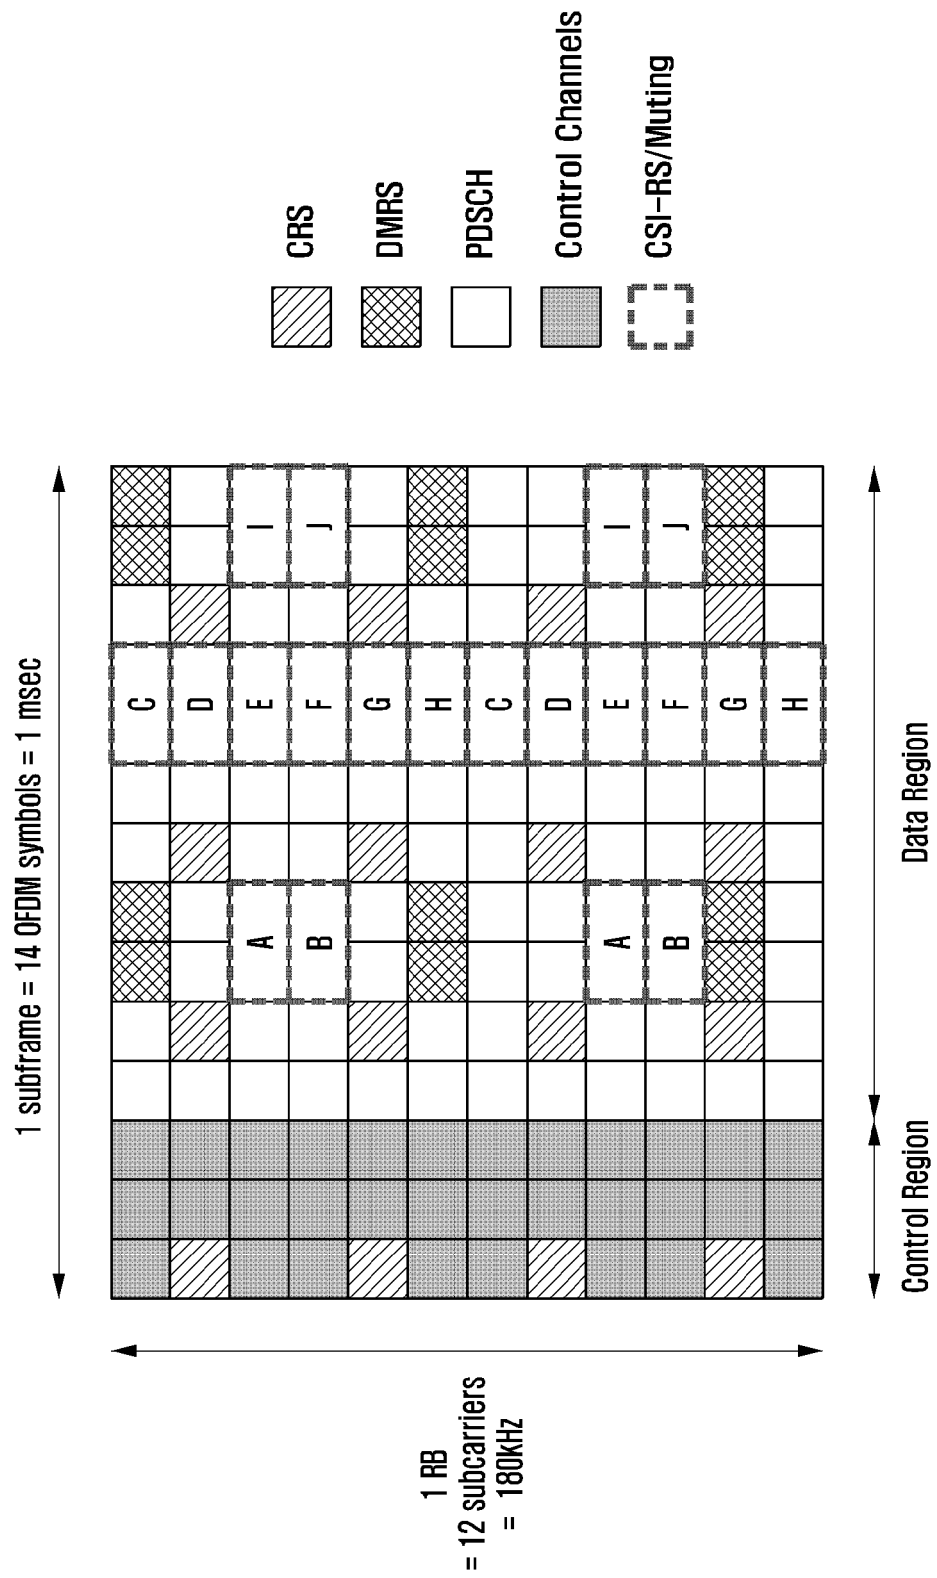 1 subframe = 14 OFDM symbols = 1 msec
1 RB
= 12 subcarriers
= 180KHz
C
D
A E I
B F J
G
H
C
D
A E I
B F J
G
H
Control Region
Data Region
CRS
DMRS
PDSCH
Control Channels
CSI-RS/Muting